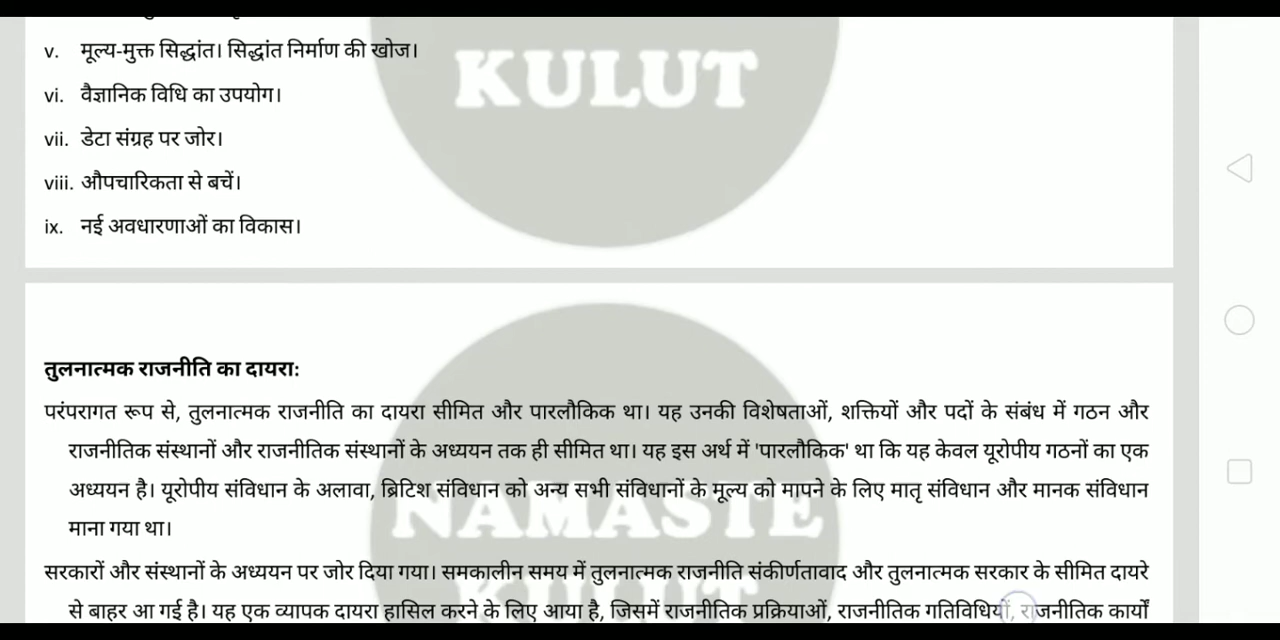 v. मूल्य-मुक्त सिद्धांत। सिद्धांत निर्माण की खोज।
KULUT
vi. वैज्ञानिक विधि का उपयोग।
vii. डेटा संग्रह पर जोर।
viii. औपचारिकता से बचें।
ix. नई अवधारणाओं का विकास।
तुलनात्मक राजनीति का दायरा:
परंपरागत रूप से, तुलनात्मक राजनीति का दायरा सीमित और पारलौकिक था। यह उनकी विशेषताओं, शक्तियों और पदों के संबंध में गठन और
राजनीतिक संस्थानों और राजनीतिक संस्थानों के अध्ययन तक ही सीमित था। यह इस अर्थ में 'पारलौकिक' था कि यह केवल यूरोपीय गठनों का एक
अध्ययन है। यूरोपीय संविधान के अलावा, ब्रिटिश संविधान को अन्य सभी संविधानों के मूल्य को मापने के लिए मातृ संविधान और मानक संविधान
माना गया था।
NAMASTE
सरकारों और संस्थानों के अध्ययन पर जोर दिया गया। समकालीन समय में तुलनात्मक राजनीति संकीर्णतावाद और तुलनात्मक सरकार के सीमित दायरे
से बाहर आ गई है। यह एक व्यापक दायरा हासिल करने के लिए आया है, जिसमें राजनीतिक प्रक्रियाओं, राजनीतिक गतिविधियों, राजनीतिक कार्यों
KULUT